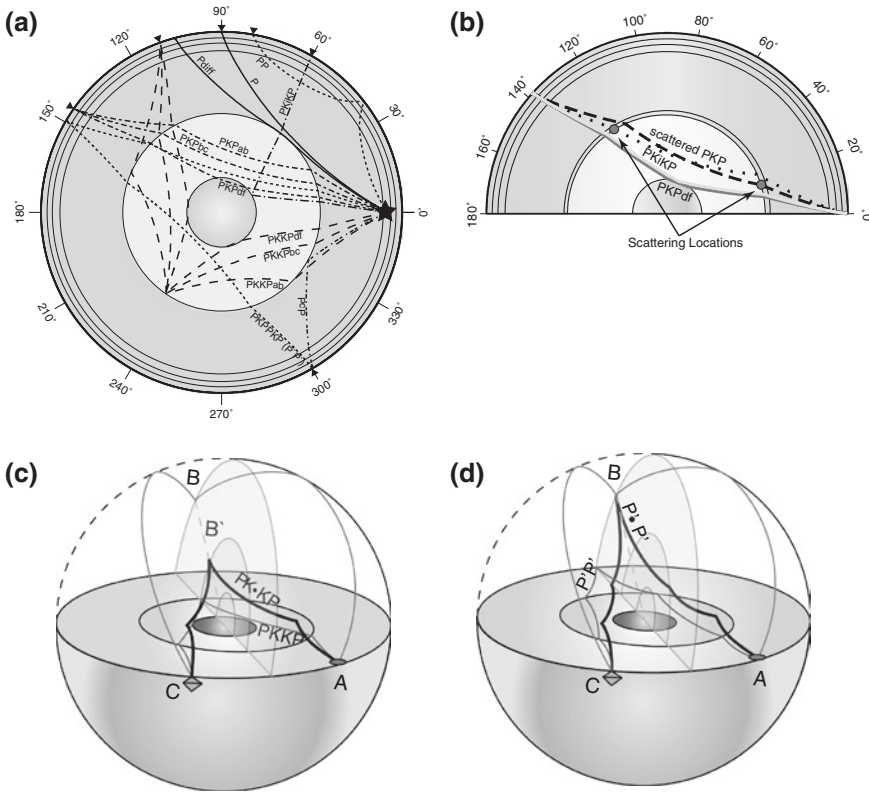 (a)
90°
120°
60°
150°
30°
180°
0°
210°
330°
240°
300°
270°
Pdiff
P
PP
PKiKP
PKPab
PKPbc
PKPdf
PKKPdf
PKKPbc
PKKPab
PcP
PKPPKP (P'P')
(b)
100°
80°
120°
60°
140°
40°
160°
20°
180°
0°
scattered PKP
PKiKP
PKPdf
Scattering Locations
(c)
B
B`
PK•KP
PKKP
C
A
(d)
B
P'•P'
P'P'
C
A